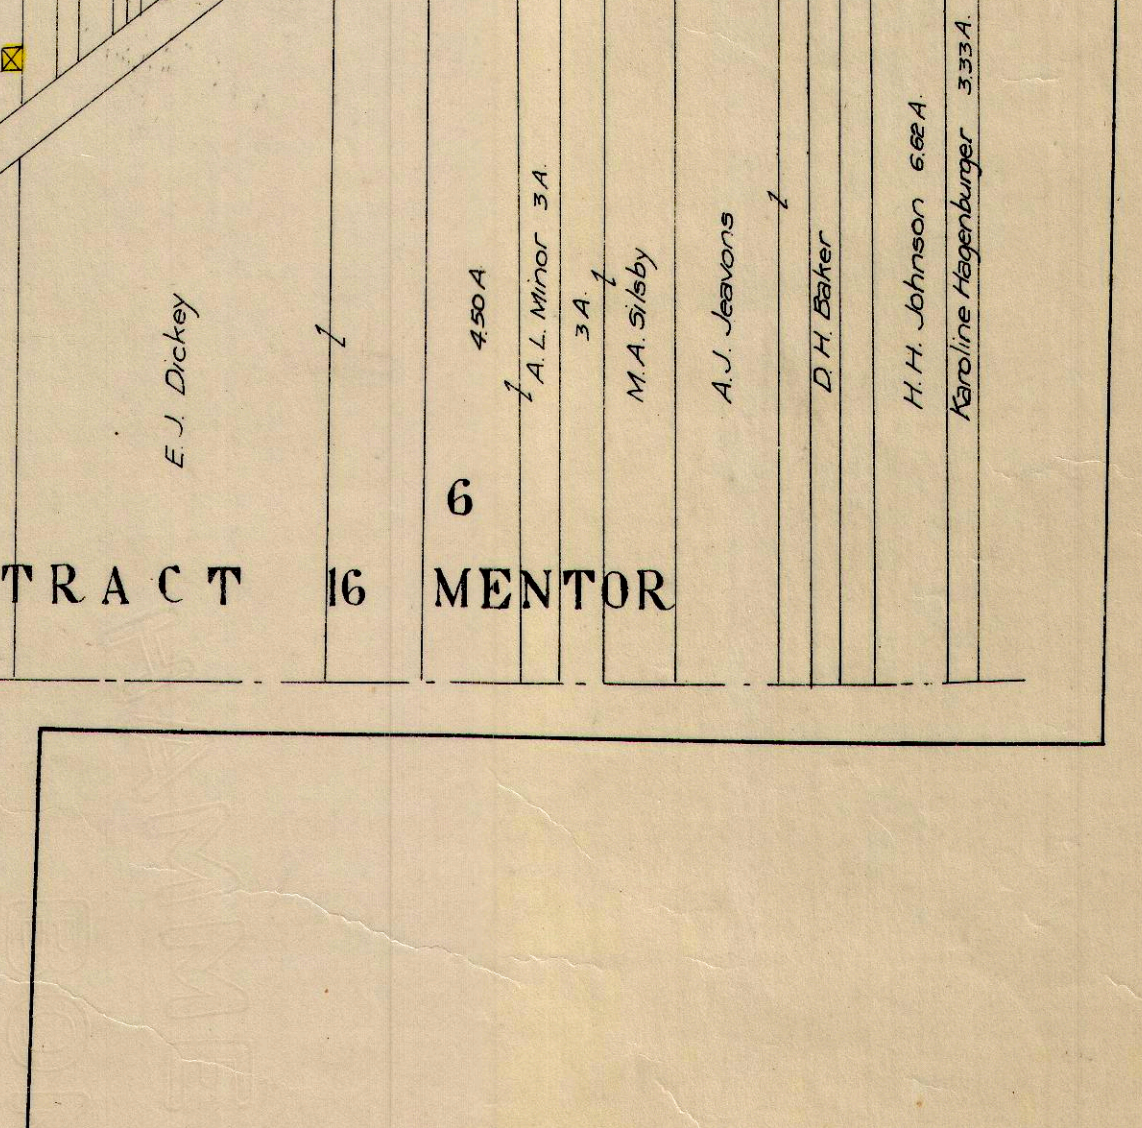 E. J. Dickey
4.50 A.
A. L. Minor 3 A.
3 A.
M. A. Silsby
A. J. Jeavons
D. H. Baker
H. H. Johnson 6.62 A.
Karoline Hagenburger 3.33 A.
6
TRACT 16 MENTOR